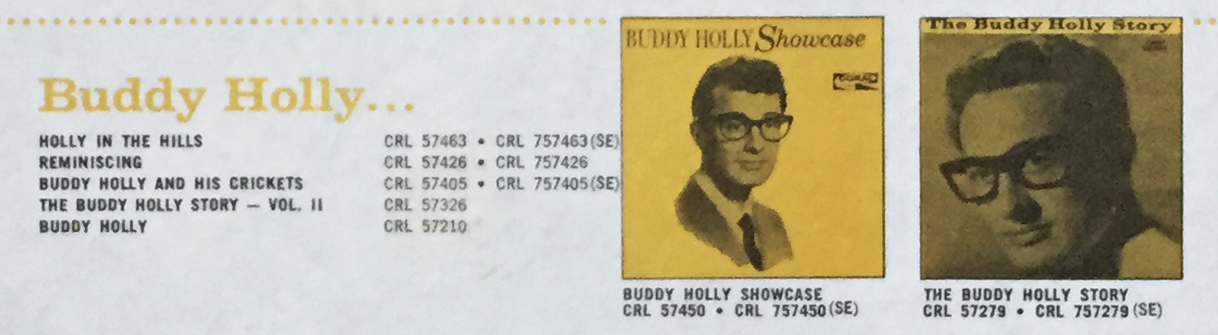 Buddy Holly...
HOLLY IN THE HILLS CRL 57463 • CRL 757463(SE)
REMINISCING CRL 57426 • CRL 757426
BUDDY HOLLY AND HIS CRICKETS CRL 57405 • CRL 757405(SE)
THE BUDDY HOLLY STORY — VOL. II CRL 57326
BUDDY HOLLY CRL 57210
BUDDY HOLLY Showcase
CORAL
BUDDY HOLLY SHOWCASE
CRL 57450 • CRL 757450(SE)
The Buddy Holly Story
THE BUDDY HOLLY STORY
CRL 57279 • CRL 757279(SE)